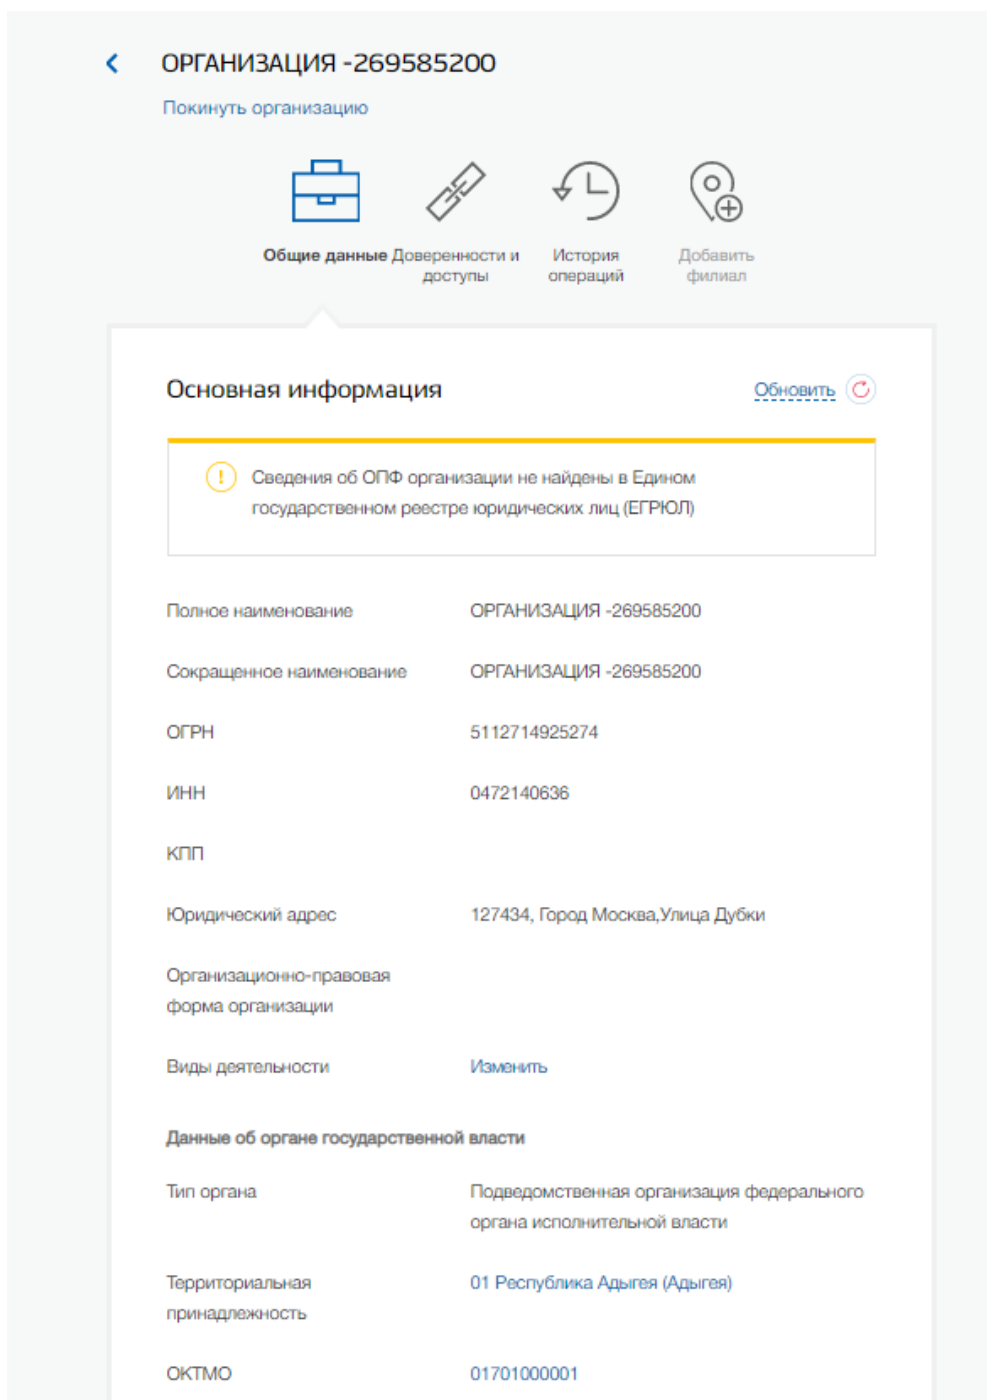 ОРГАНИЗАЦИЯ -269585200
Покинуть организацию
Общие данные
Доверенности и
доступы
История
операций
Добавить
филиал
Основная информация
Обновить
Сведения об ОПФ организации не найдены в Едином
государственном реестре юридических лиц (ЕГРЮЛ)
Полное наименование ОРГАНИЗАЦИЯ -269585200
Сокращенное наименование ОРГАНИЗАЦИЯ -269585200
ОГРН 5112714925274
ИНН 0472140636
КПП
Юридический адрес 127434, Город Москва,Улица Дубки
Организационно-правовая
форма организации
Виды деятельности Изменить
Данные об органе государственной власти
Тип органа Подведомственная организация федерального
органа исполнительной власти
Территориальная 01 Республика Адыгея (Адыгея)
принадлежность
ОКТМО 01701000001